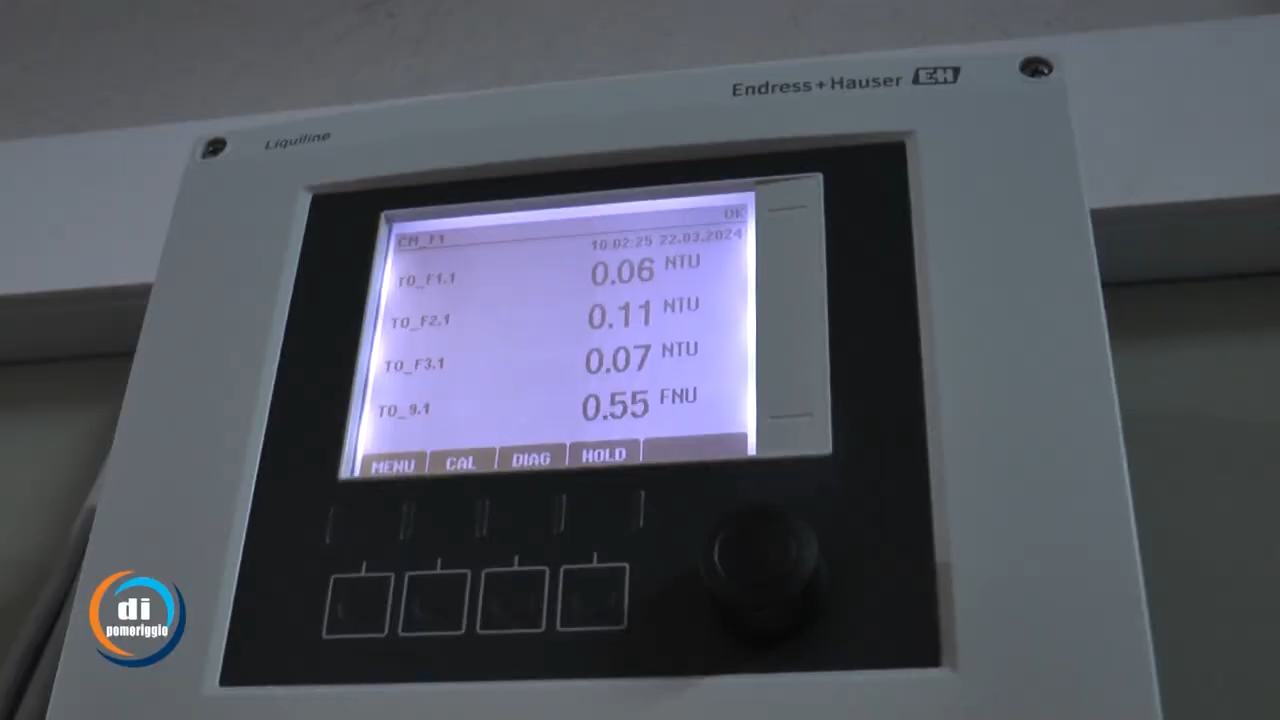 Endress+Hauser EH
Liquiline
OK
CM_F1
10:02:25 22.03.2024
TO_F1.1 0.06 NTU
TO_F2.1 0.11 NTU
TO_F3.1 0.07 NTU
TO_9.1 0.55 FNU
MENU CAL DIAG HOLD
di
pomeriggio